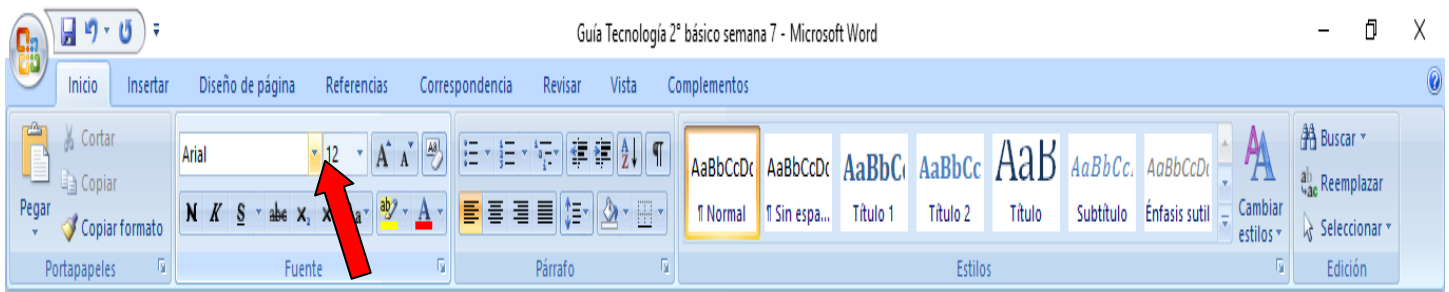 Guía Tecnología 2° básico semana 7 - Microsoft Word
Inicio Insertar Diseño de página Referencias Correspondencia Revisar Vista Complementos
Pegar
Cortar
Copiar
Copiar formato
Portapapeles
Arial 12
N K S abc X₂
Fuente
Párrafo
AaBbCcDc AaBbCcDc AaBbC AaBbCc AaB AaBbCc. AaBbCcDc
¶ Normal ¶ Sin espa... Título 1 Título 2 Título Subtítulo Énfasis sutil
Cambiar
estilos
Estilos
Buscar
Reemplazar
Seleccionar
Edición